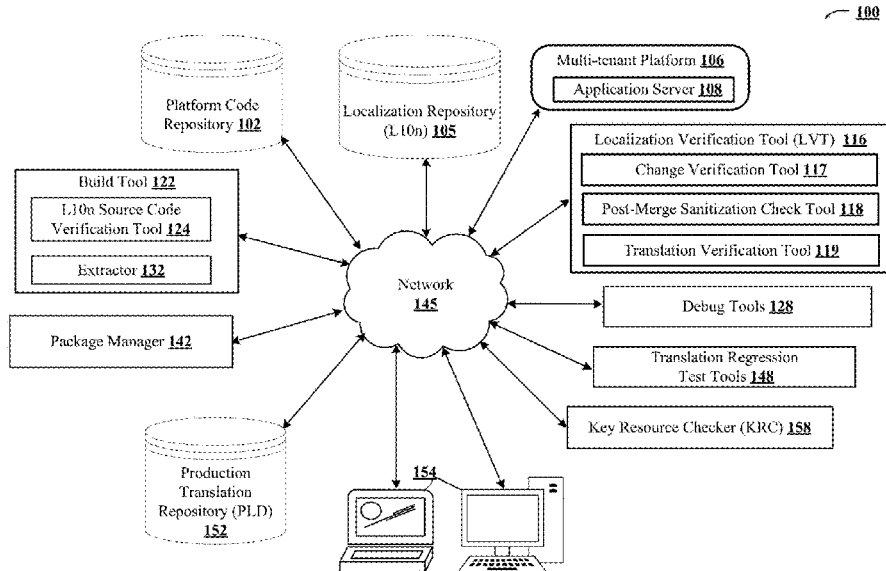 100
Platform Code
Repository 102
Localization Repository
(L10n) 105
Multi-tenant Platform 106
Application Server 108
Localization Verification Tool (LVT) 116
Change Verification Tool 117
Post-Merge Sanitization Check Tool 118
Translation Verification Tool 119
Build Tool 122
L10n Source Code
Verification Tool 124
Extractor 132
Network
145
Debug Tools 128
Package Manager 142
Translation Regression
Test Tools 148
Key Resource Checker (KRC) 158
Production
Translation
Repository (PLD)
152
154